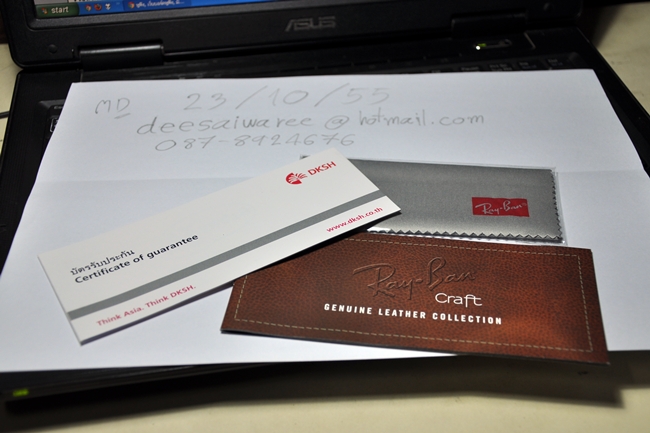 start
ASUS
MD
23/10/55
deesaiwaree@hotmail.com
087-8924676
DKSH
www.dksh.co.th
บัตรรับประกัน
Certificate of guarantee
Think Asia. Think DKSH.
Ray-Ban
Ray-Ban
Craft
GENUINE LEATHER COLLECTION